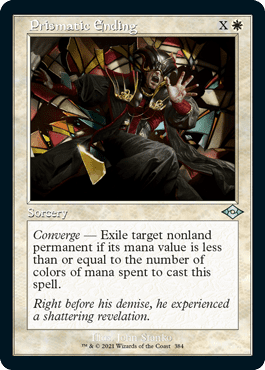 Prismatic Ending X
Sorcery
Converge — Exile target nonland
permanent if its mana value is less
than or equal to the number of
colors of mana spent to cast this
spell.
Right before his demise, he experienced
a shattering revelation.
™ & © 2021 Wizards of the Coast 384